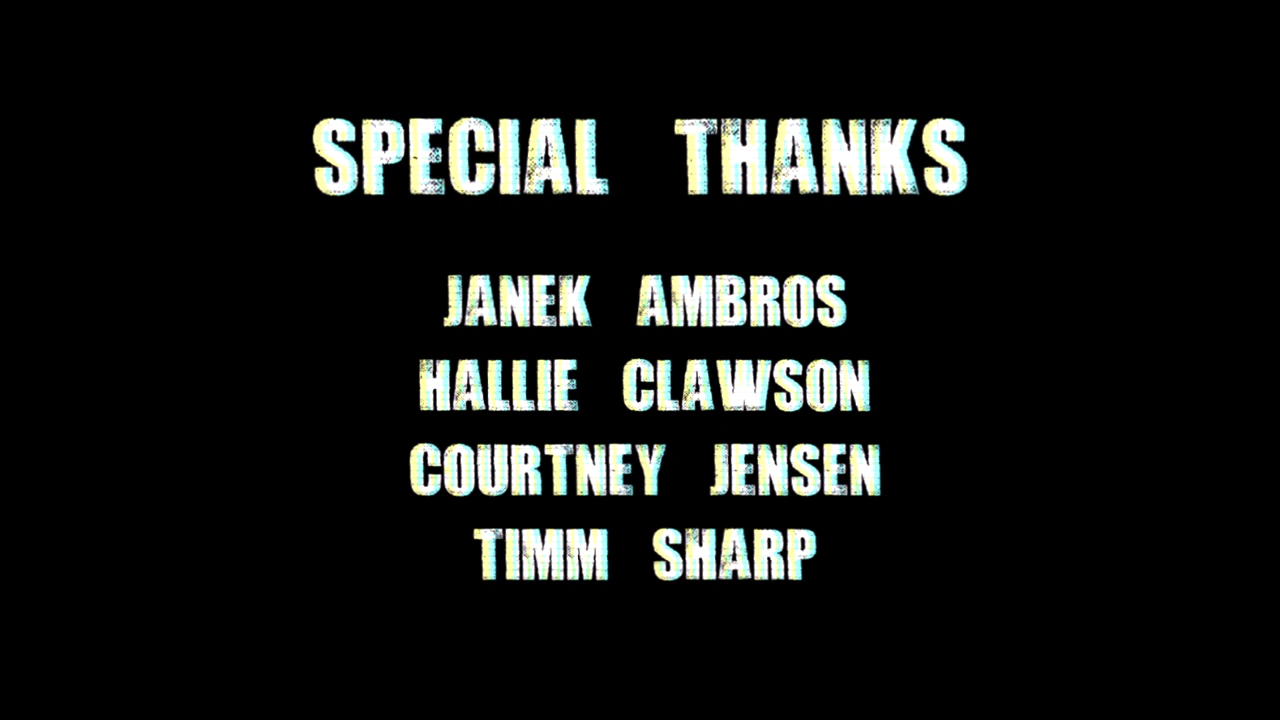 SPECIAL THANKS
JANEK AMBROS
HALLIE CLAWSON
COURTNEY JENSEN
TIMM SHARP